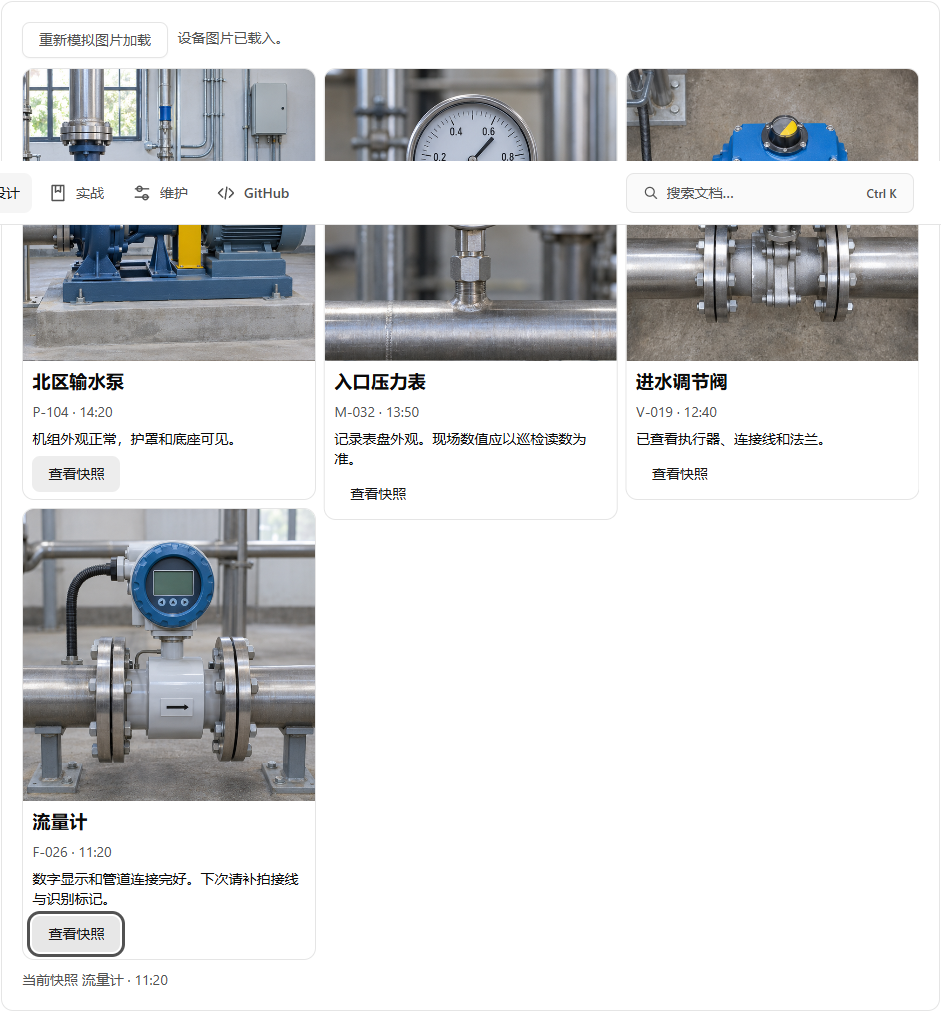 重新模拟图片加载 设备图片已载入。
0.2 0.4 0.6 0.8
设计 实战 维护 GitHub 搜索文档... Ctrl K
北区输水泵
P-104 · 14:20
机组外观正常，护罩和底座可见。
查看快照
入口压力表
M-032 · 13:50
记录表盘外观。现场数值应以巡检读数为
准。
查看快照
进水调节阀
V-019 · 12:40
已查看执行器、连接线和法兰。
查看快照
流量计
F-026 · 11:20
数字显示和管道连接完好。下次请补拍接线
与识别标记。
查看快照
当前快照 流量计 · 11:20